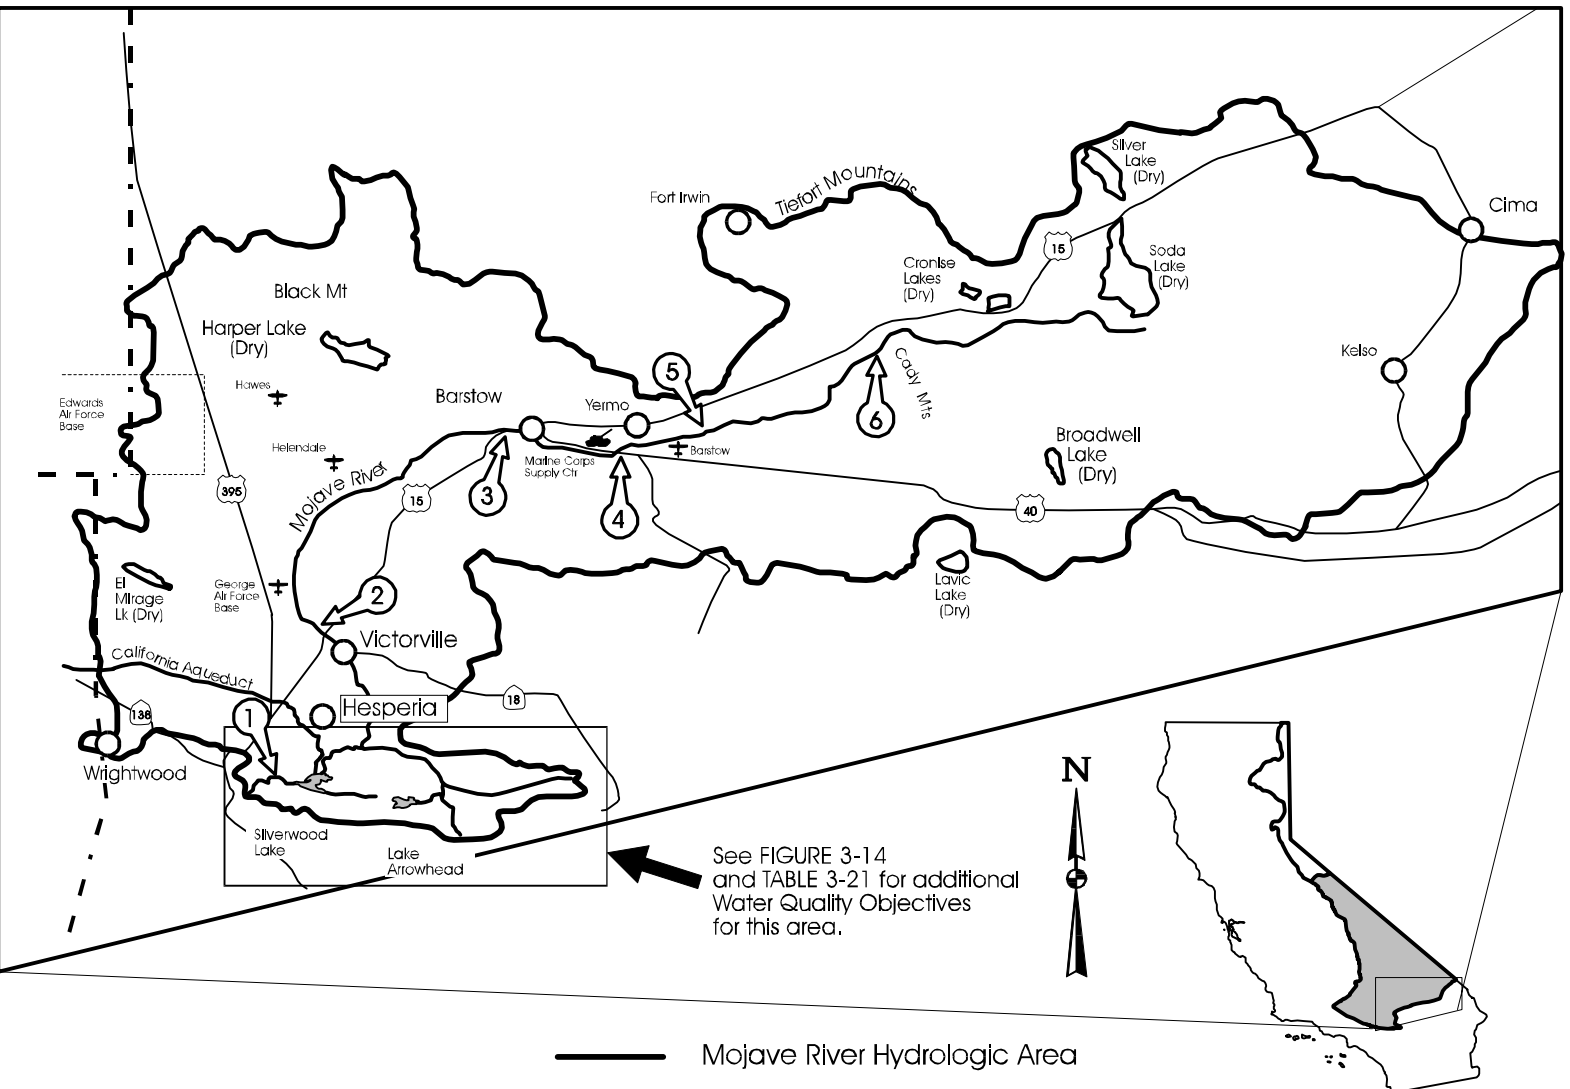 Silver
Lake
(Dry)
Fort Irwin
Tiefort Mountains
Cima
15
Soda
Lake
(Dry)
Cronise
Lakes
(Dry)
Black Mt
Harper Lake
(Dry)
Kelso
Cady Mts
5
6
Hawes
Edwards
Air Force
Base
Barstow
Yermo
Helendale
Barstow
Marine Corps
Supply Ctr
Broadwell
Lake
(Dry)
Mojave River
395
15
3
4
40
El
Mirage
Lk (Dry)
George
Air Force
Base
2
Lavic
Lake
(Dry)
Victorville
California Aqueduct
18
138
1
Hesperia
Wrightwood
Silverwood
Lake
Lake
Arrowhead
See FIGURE 3-14
and TABLE 3-21 for additional
Water Quality Objectives
for this area.
N
Mojave River Hydrologic Area